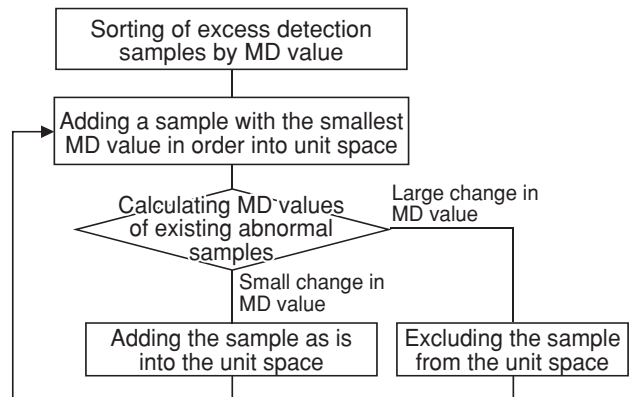 Sorting of excess detection
samples by MD value
Adding a sample with the smallest
MD value in order into unit space
Calculating MD values
of existing abnormal
samples
Large change in
MD value
Small change in
MD value
Adding the sample as is
into the unit space
Excluding the sample
from the unit space